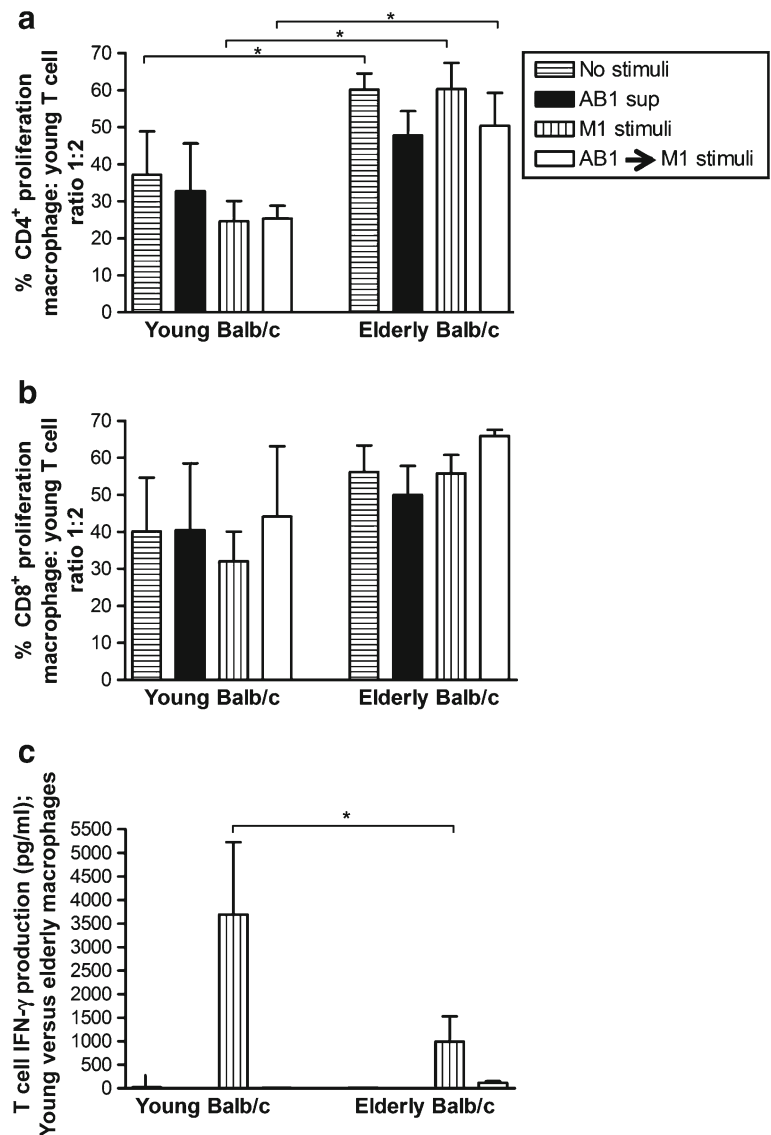 a
*
*
*
% CD4+ proliferation
macrophage: young T cell
ratio 1:2
70
60
50
40
30
20
10
0
Young Balb/c
Elderly Balb/c
No stimuli
AB1 sup
M1 stimuli
AB1 → M1 stimuli
b
% CD8+ proliferation
macrophage: young T cell
ratio 1:2
70
60
50
40
30
20
10
0
Young Balb/c
Elderly Balb/c
c
*
T cell IFN-γ production (pg/ml);
Young versus elderly macrophages
5500
5000
4500
4000
3500
3000
2500
2000
1500
1000
500
0
Young Balb/c
Elderly Balb/c